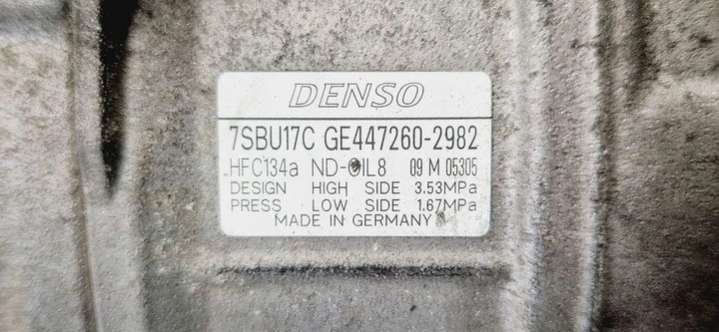 DENSO
7SBU17C GE447260-2982
HFC134a ND-OIL8 09 M 05305
DESIGN HIGH SIDE 3.53MPa
PRESS LOW SIDE 1.67MPa
MADE IN GERMANY